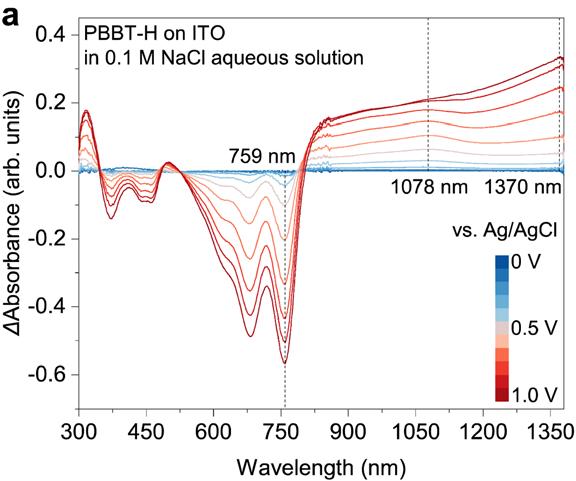 a
PBBT-H on ITO
in 0.1 M NaCl aqueous solution
0.4
0.2
0.0
-0.2
-0.4
-0.6
ΔAbsorbance (arb. units)
759 nm
1078 nm
1370 nm
vs. Ag/AgCl
0 V
0.5 V
1.0 V
300 450 600 750 900 1050 1200 1350
Wavelength (nm)